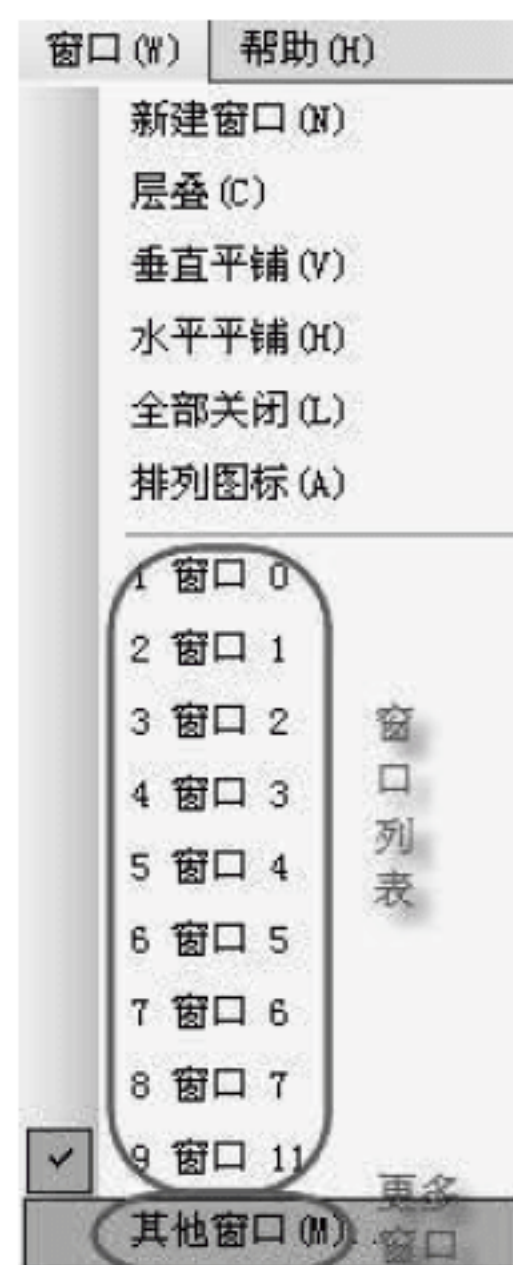 窗口(W) 帮助(H)
新建窗口(N)
层叠(C)
垂直平铺(V)
水平平铺(H)
全部关闭(L)
排列图标(A)
1 窗口 0
2 窗口 1
3 窗口 2
4 窗口 3
5 窗口 4
6 窗口 5
7 窗口 6
8 窗口 7
9 窗口 11
其他窗口(M)...
窗口列表
更多窗口